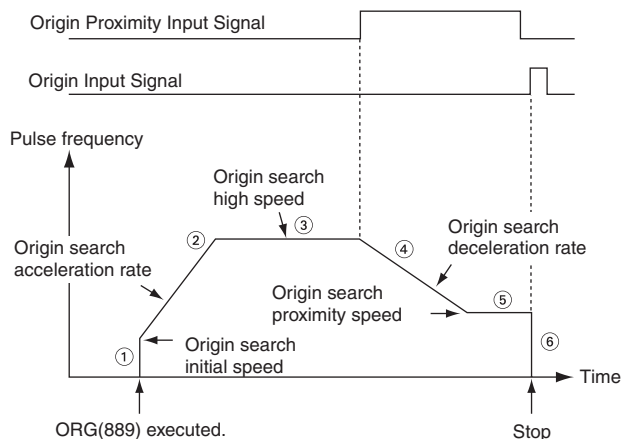 Origin Proximity Input Signal
Origin Input Signal
Pulse frequency
Origin search
high speed
②
③
④
Origin search
acceleration rate
Origin search
deceleration rate
Origin search
proximity speed
⑤
①
Origin search
initial speed
⑥
Time
ORG(889) executed.
Stop